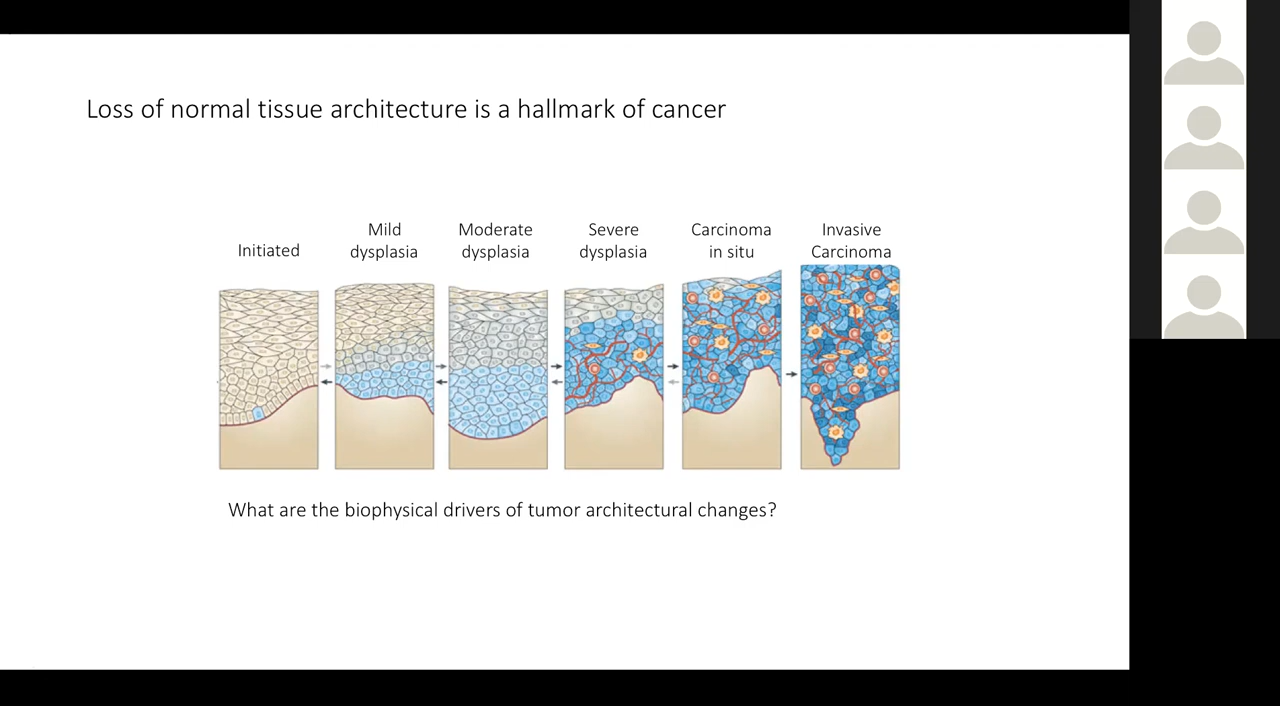 Loss of normal tissue architecture is a hallmark of cancer
Initiated
Mild
dysplasia
Moderate
dysplasia
Severe
dysplasia
Carcinoma
in situ
Invasive
Carcinoma
What are the biophysical drivers of tumor architectural changes?